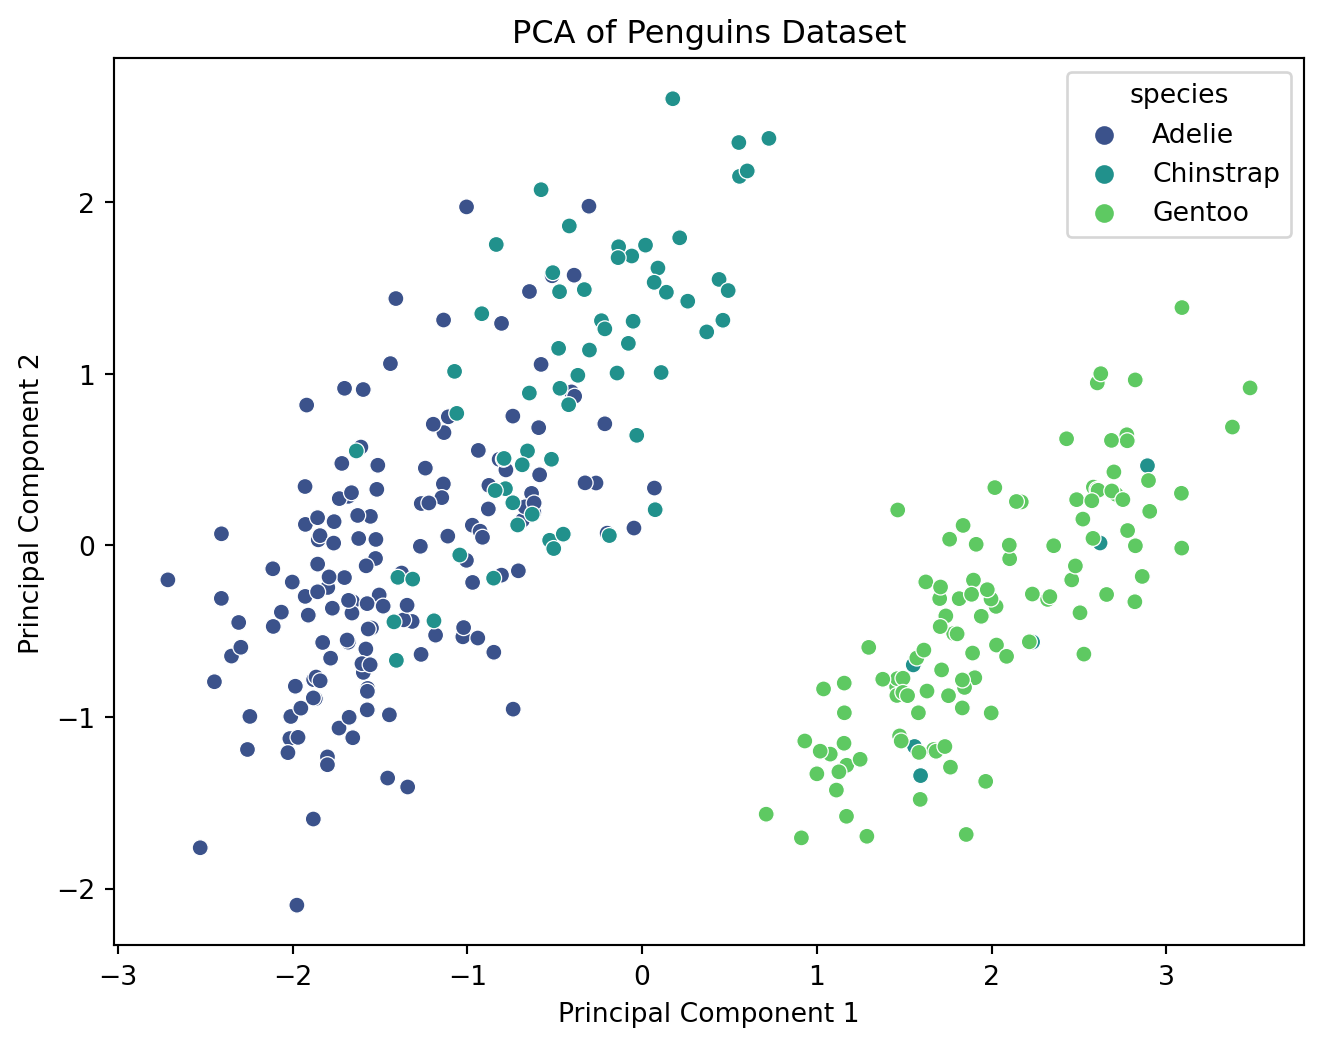 PCA of Penguins Dataset
species
Adelie
Chinstrap
Gentoo
Principal Component 2
2
1
0
−1
−2
−3 −2 −1 0 1 2 3
Principal Component 1